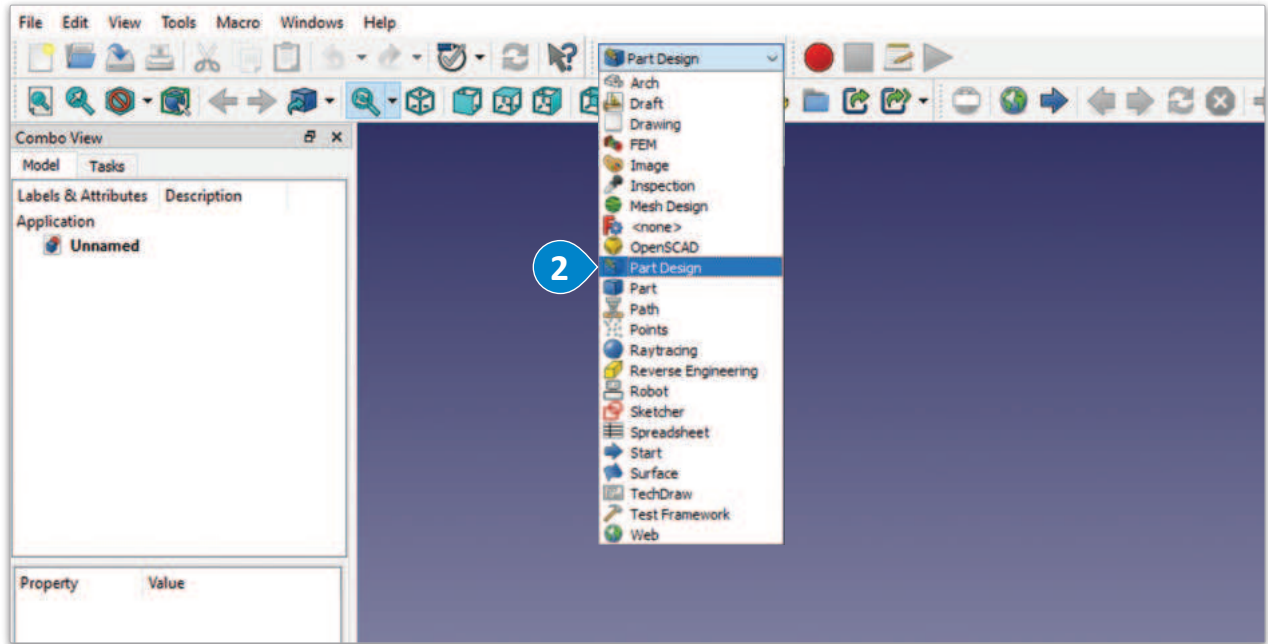 File Edit View Tools Macro Windows Help
Part Design
Combo View
Model Tasks
Labels & Attributes Description
Application
Unnamed
Arch
Draft
Drawing
FEM
Image
Inspection
Mesh Design
<none>
OpenSCAD
2
Part Design
Part
Path
Points
Raytracing
Reverse Engineering
Robot
Sketcher
Spreadsheet
Start
Surface
TechDraw
Test Framework
Web
Property Value